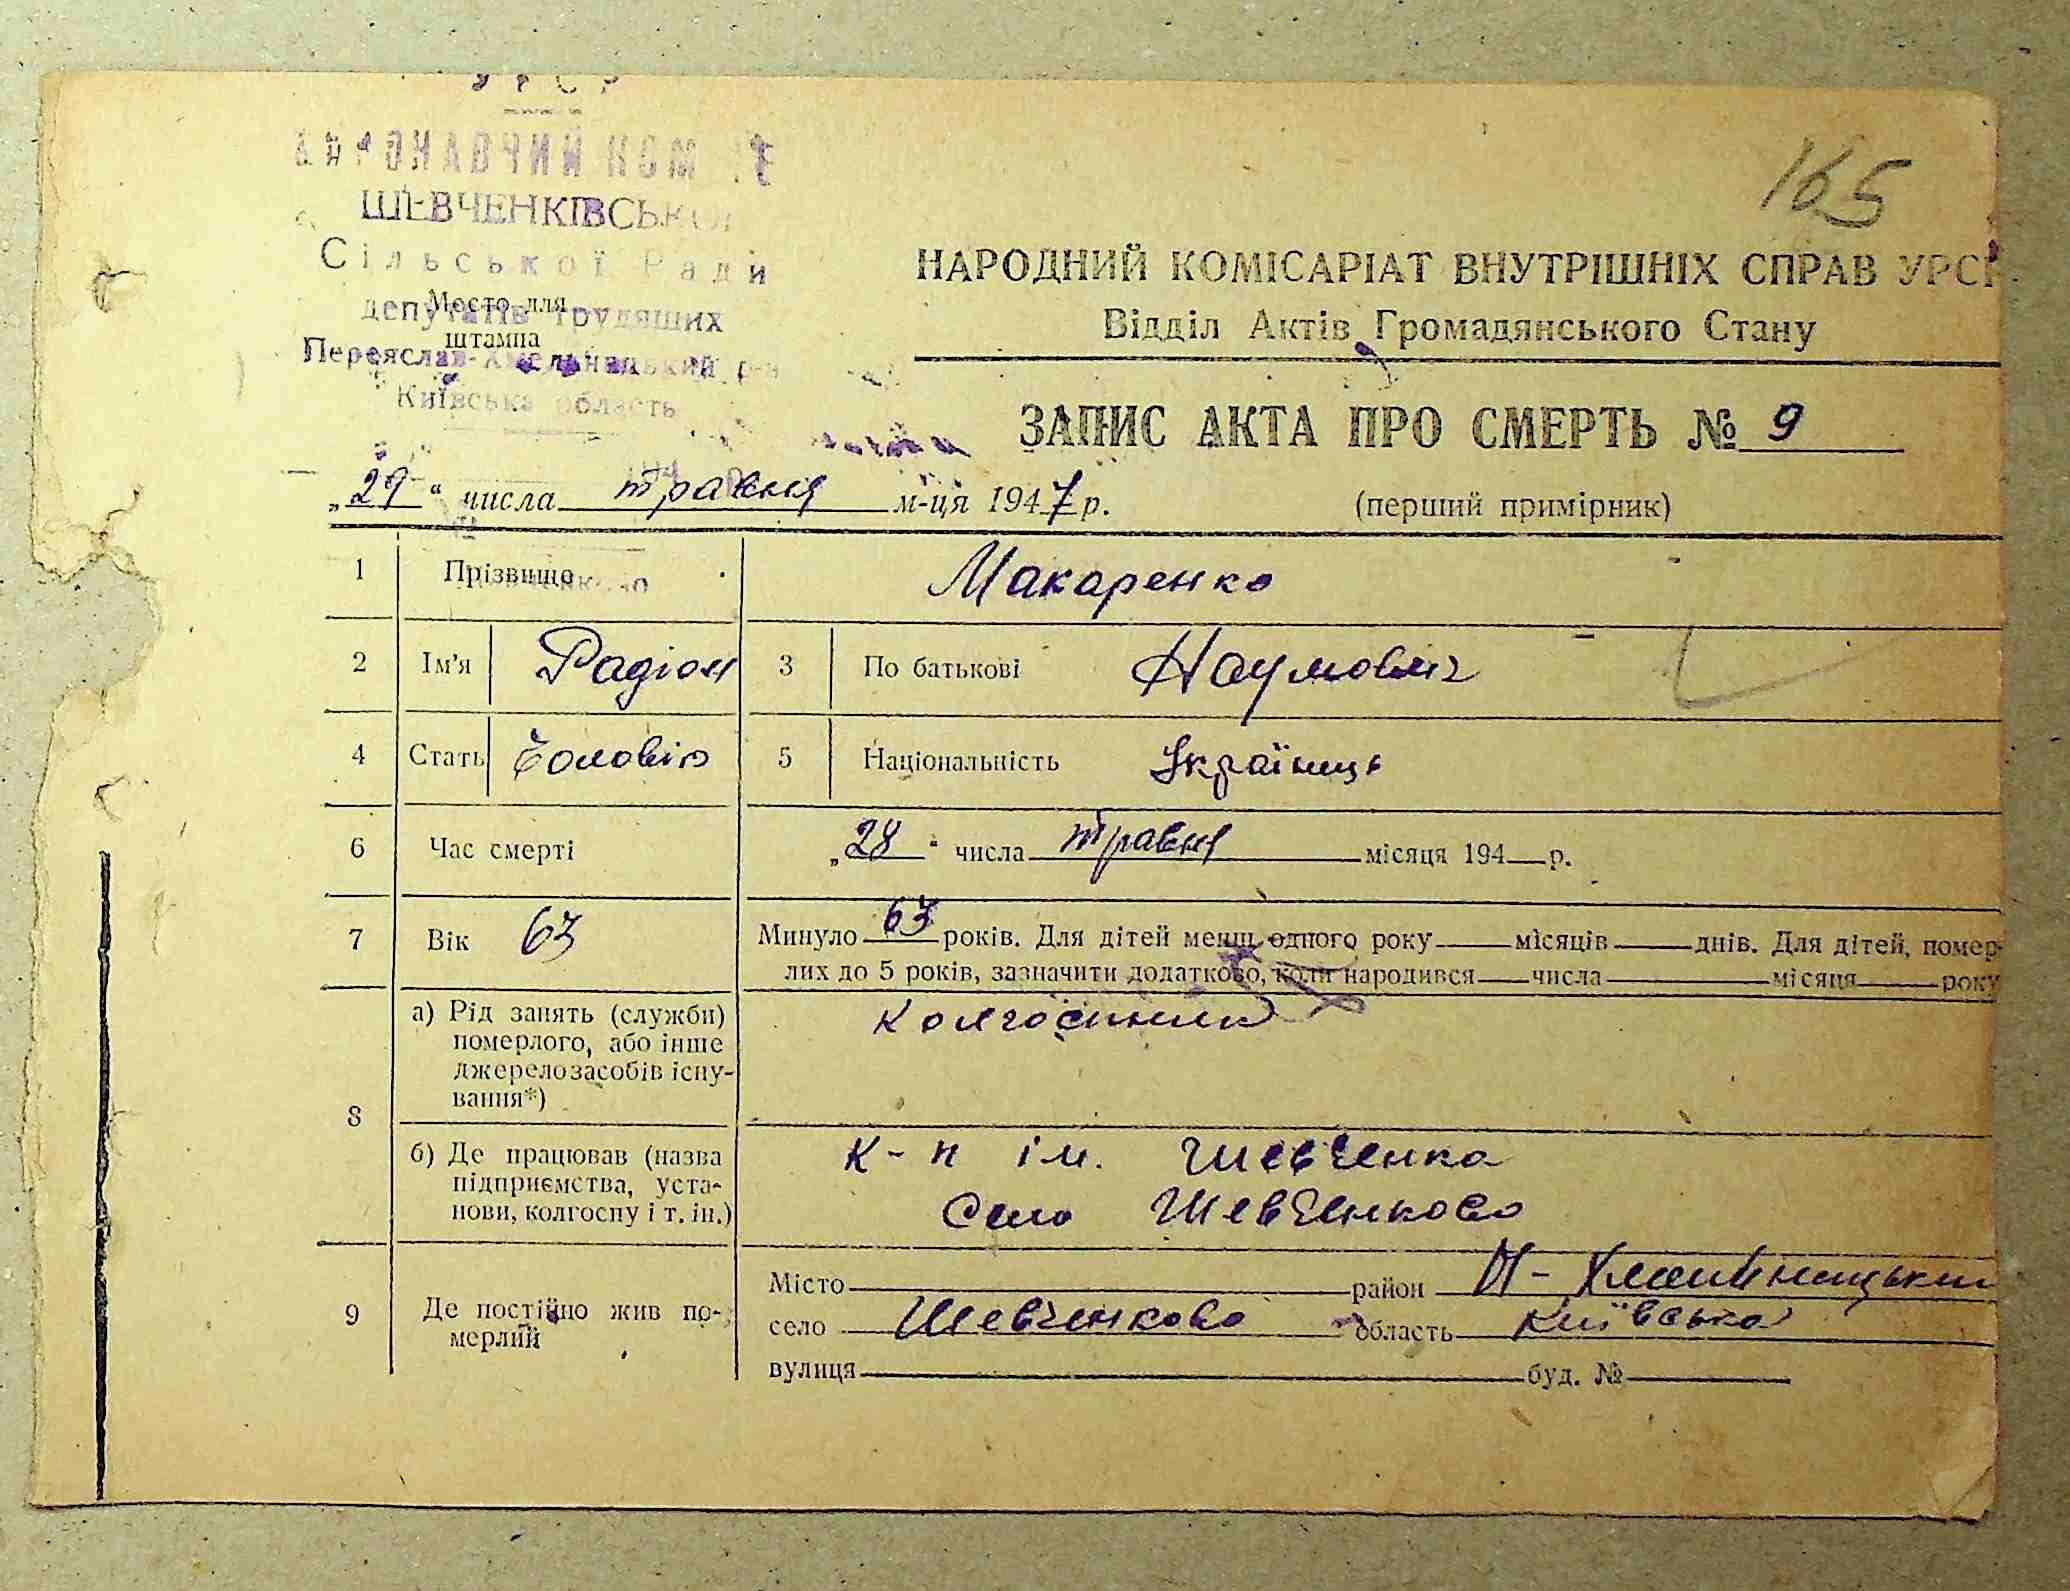 УРСР
ШЕВЧЕНКІВСЬКОЇ
Сільської Ради
депутатів трудящих
Место для
штампа
Переяслав-Хмельницький р-н
Київська область
165
НАРОДНИЙ КОМІСАРІАТ ВНУТРІШНІХ СПРАВ УРСР
Відділ Актів Громадянського Стану
ЗАПИС АКТА ПРО СМЕРТЬ № 9
„29“ числа травня м-ця 1947 р. (перший примірник)
1 Прізвище Макаренко
2 Ім'я Радіон 3 По батькові Наумович
4 Стать Чоловік 5 Національність Українець
6 Час смерті „28“ числа травня місяця 194 р.
7 Вік 63 Минуло 63 років. Для дітей менш одного року місяців днів. Для дітей, помер-
лих до 5 років, зазначити додатково, коли народився числа місяця року
8 а) Рід занять (служби)
померлого, або інше
джерело засобів існу-
вання*)
Колгоспник
б) Де працював (назва
підприємства, уста-
нови, колгоспу і т. ін.)
к-п ім. Шевченка
Село Шевченково
9 Де постійно жив по-
мерлий
Місто район П-Хмельницький
село Шевченково область Київська
вулиця буд. №